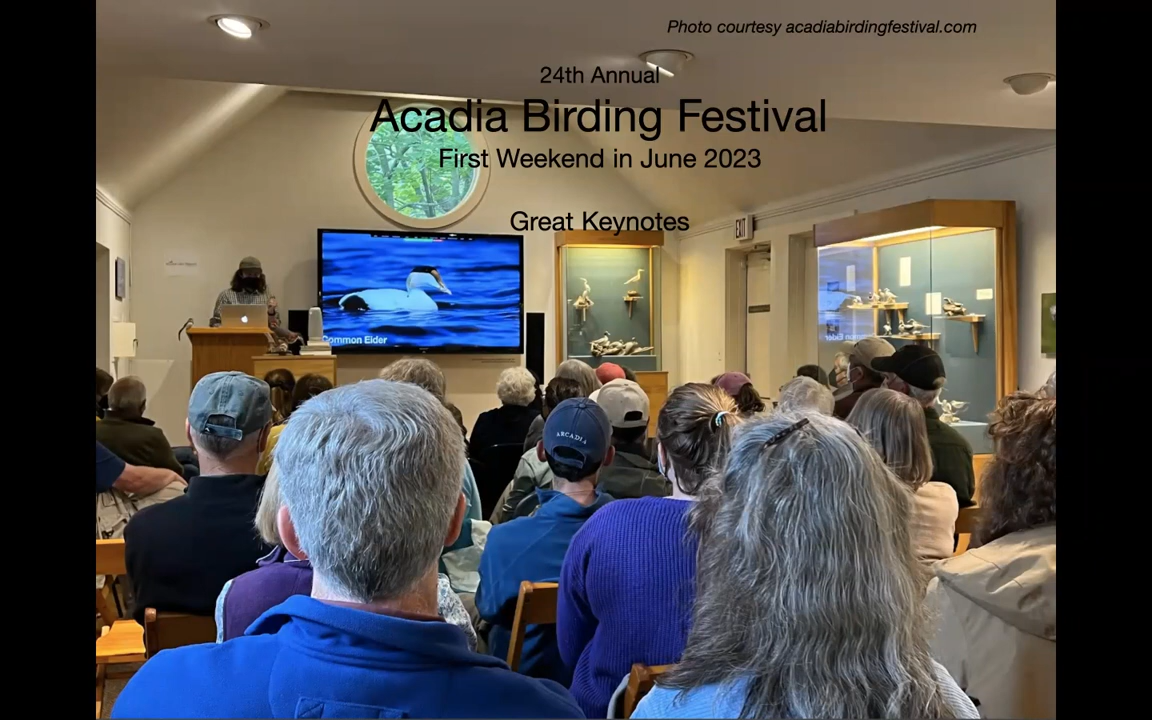 Photo courtesy acadiabirdingfestival.com
24th Annual
Acadia Birding Festival
First Weekend in June 2023
Great Keynotes
EXIT
Common Eider
ARCADIA